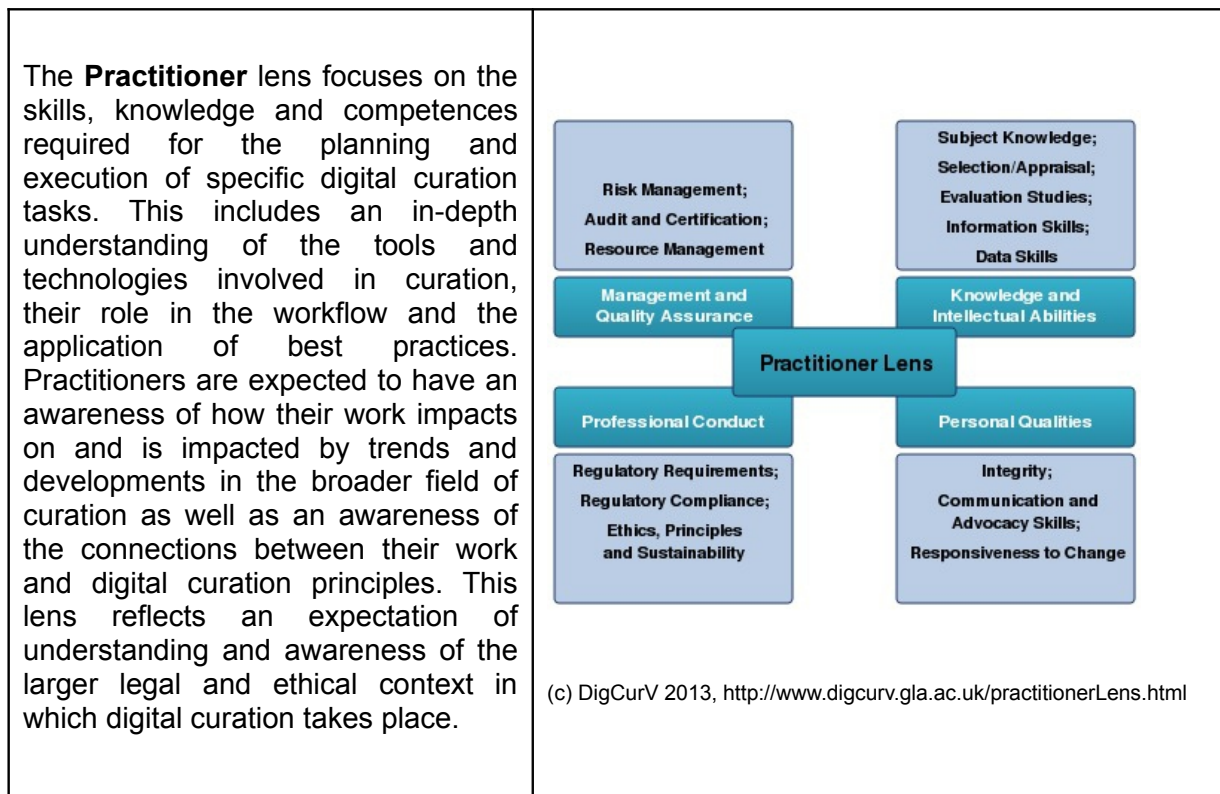 The Practitioner lens focuses on the
skills, knowledge and competences
required for the planning and
execution of specific digital curation
tasks. This includes an in-depth
understanding of the tools and
technologies involved in curation,
their role in the workflow and the
application of best practices.
Practitioners are expected to have an
awareness of how their work impacts
on and is impacted by trends and
developments in the broader field of
curation as well as an awareness of
the connections between their work
and digital curation principles. This
lens reflects an expectation of
understanding and awareness of the
larger legal and ethical context in
which digital curation takes place.
Risk Management;
Audit and Certification;
Resource Management
Management and
Quality Assurance
Subject Knowledge;
Selection/Appraisal;
Evaluation Studies;
Information Skills;
Data Skills
Knowledge and
Intellectual Abilities
Practitioner Lens
Professional Conduct
Regulatory Requirements;
Regulatory Compliance;
Ethics, Principles
and Sustainability
Personal Qualities
Integrity;
Communication and
Advocacy Skills;
Responsiveness to Change
(c) DigCurV 2013, http://www.digcurv.gla.ac.uk/practitionerLens.html